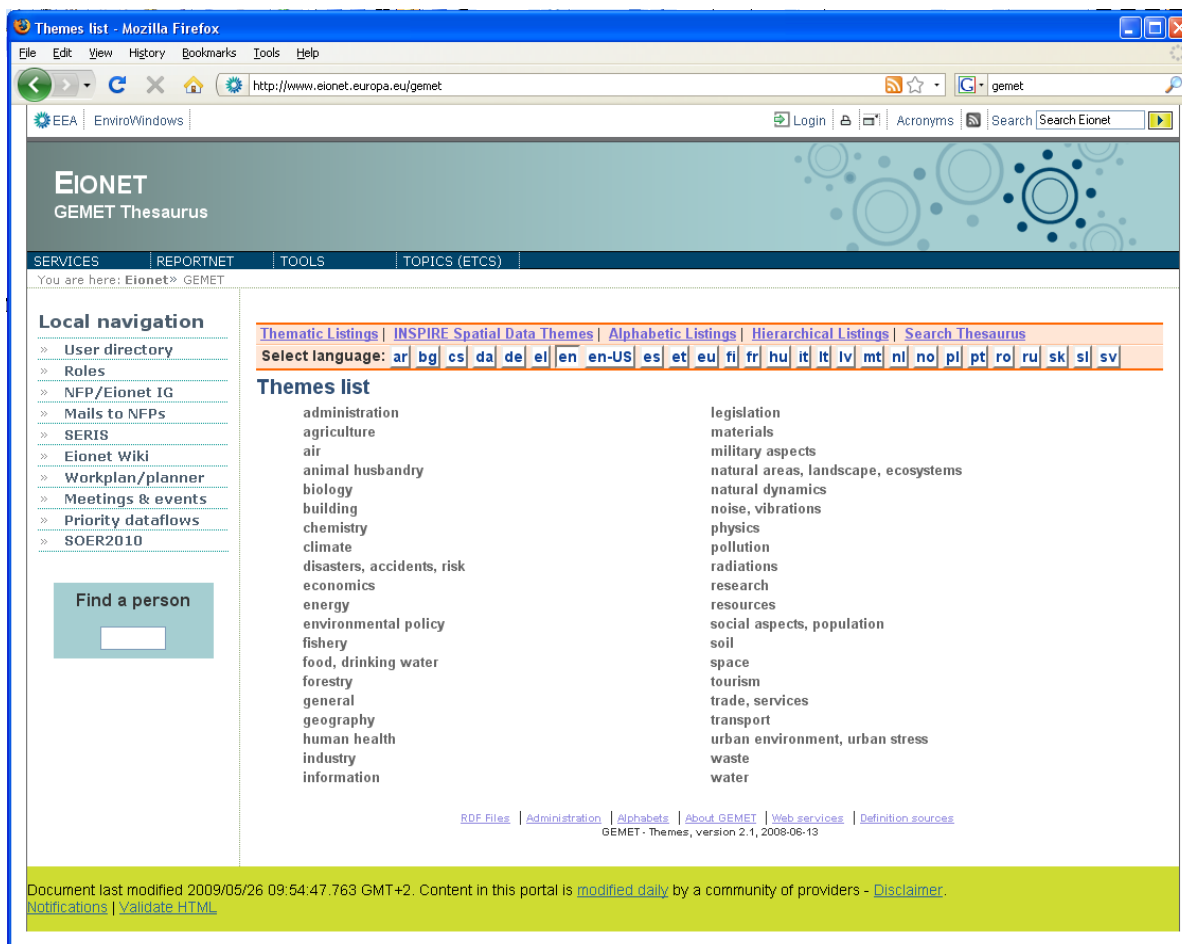 Themes list - Mozilla Firefox
File Edit View History Bookmarks Tools Help
http://www.eionet.europa.eu/gemet
G gemet
EEA EnviroWindows
Login Acronyms Search Search Eionet
EIONET
GEMET Thesaurus
SERVICES REPORTNET TOOLS TOPICS (ETCS)
You are here: Eionet» GEMET
Local navigation
» User directory
» Roles
» NFP/Eionet IG
» Mails to NFPs
» SERIS
» Eionet Wiki
» Workplan/planner
» Meetings & events
» Priority dataflows
» SOER2010
Find a person
Thematic Listings | INSPIRE Spatial Data Themes | Alphabetic Listings | Hierarchical Listings | Search Thesaurus
Select language: ar bg cs da de el en en-US es et eu fi fr hu it lt lv mt nl no pl pt ro ru sk sl sv
Themes list
administration
agriculture
air
animal husbandry
biology
building
chemistry
climate
disasters, accidents, risk
economics
energy
environmental policy
fishery
food, drinking water
forestry
general
geography
human health
industry
information
legislation
materials
military aspects
natural areas, landscape, ecosystems
natural dynamics
noise, vibrations
physics
pollution
radiations
research
resources
social aspects, population
soil
space
tourism
trade, services
transport
urban environment, urban stress
waste
water
RDF Files | Administration | Alphabets | About GEMET | Web services | Definition sources
GEMET - Themes, version 2.1, 2008-06-13
Document last modified 2009/05/26 09:54:47.763 GMT+2. Content in this portal is modified daily by a community of providers - Disclaimer.
Notifications | Validate HTML